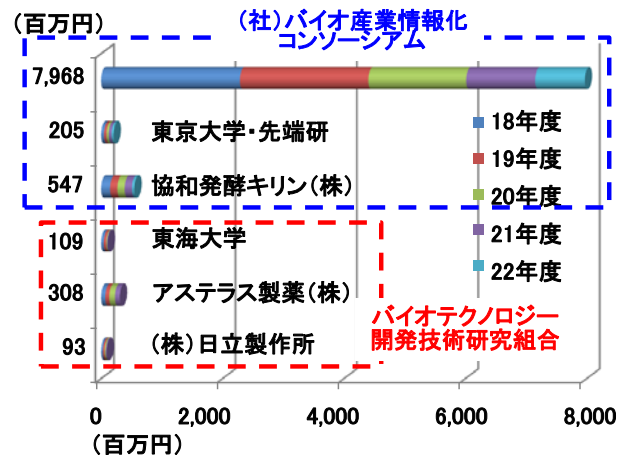 (百万円)
(社)バイオ産業情報化
コンソーシアム
7,968
205
東京大学・先端研
547
協和発酵キリン(株)
109
東海大学
308
アステラス製薬(株)
93
(株)日立製作所
18年度
19年度
20年度
21年度
22年度
バイオテクノロジー
開発技術研究組合
0
2,000
4,000
6,000
8,000
(百万円)